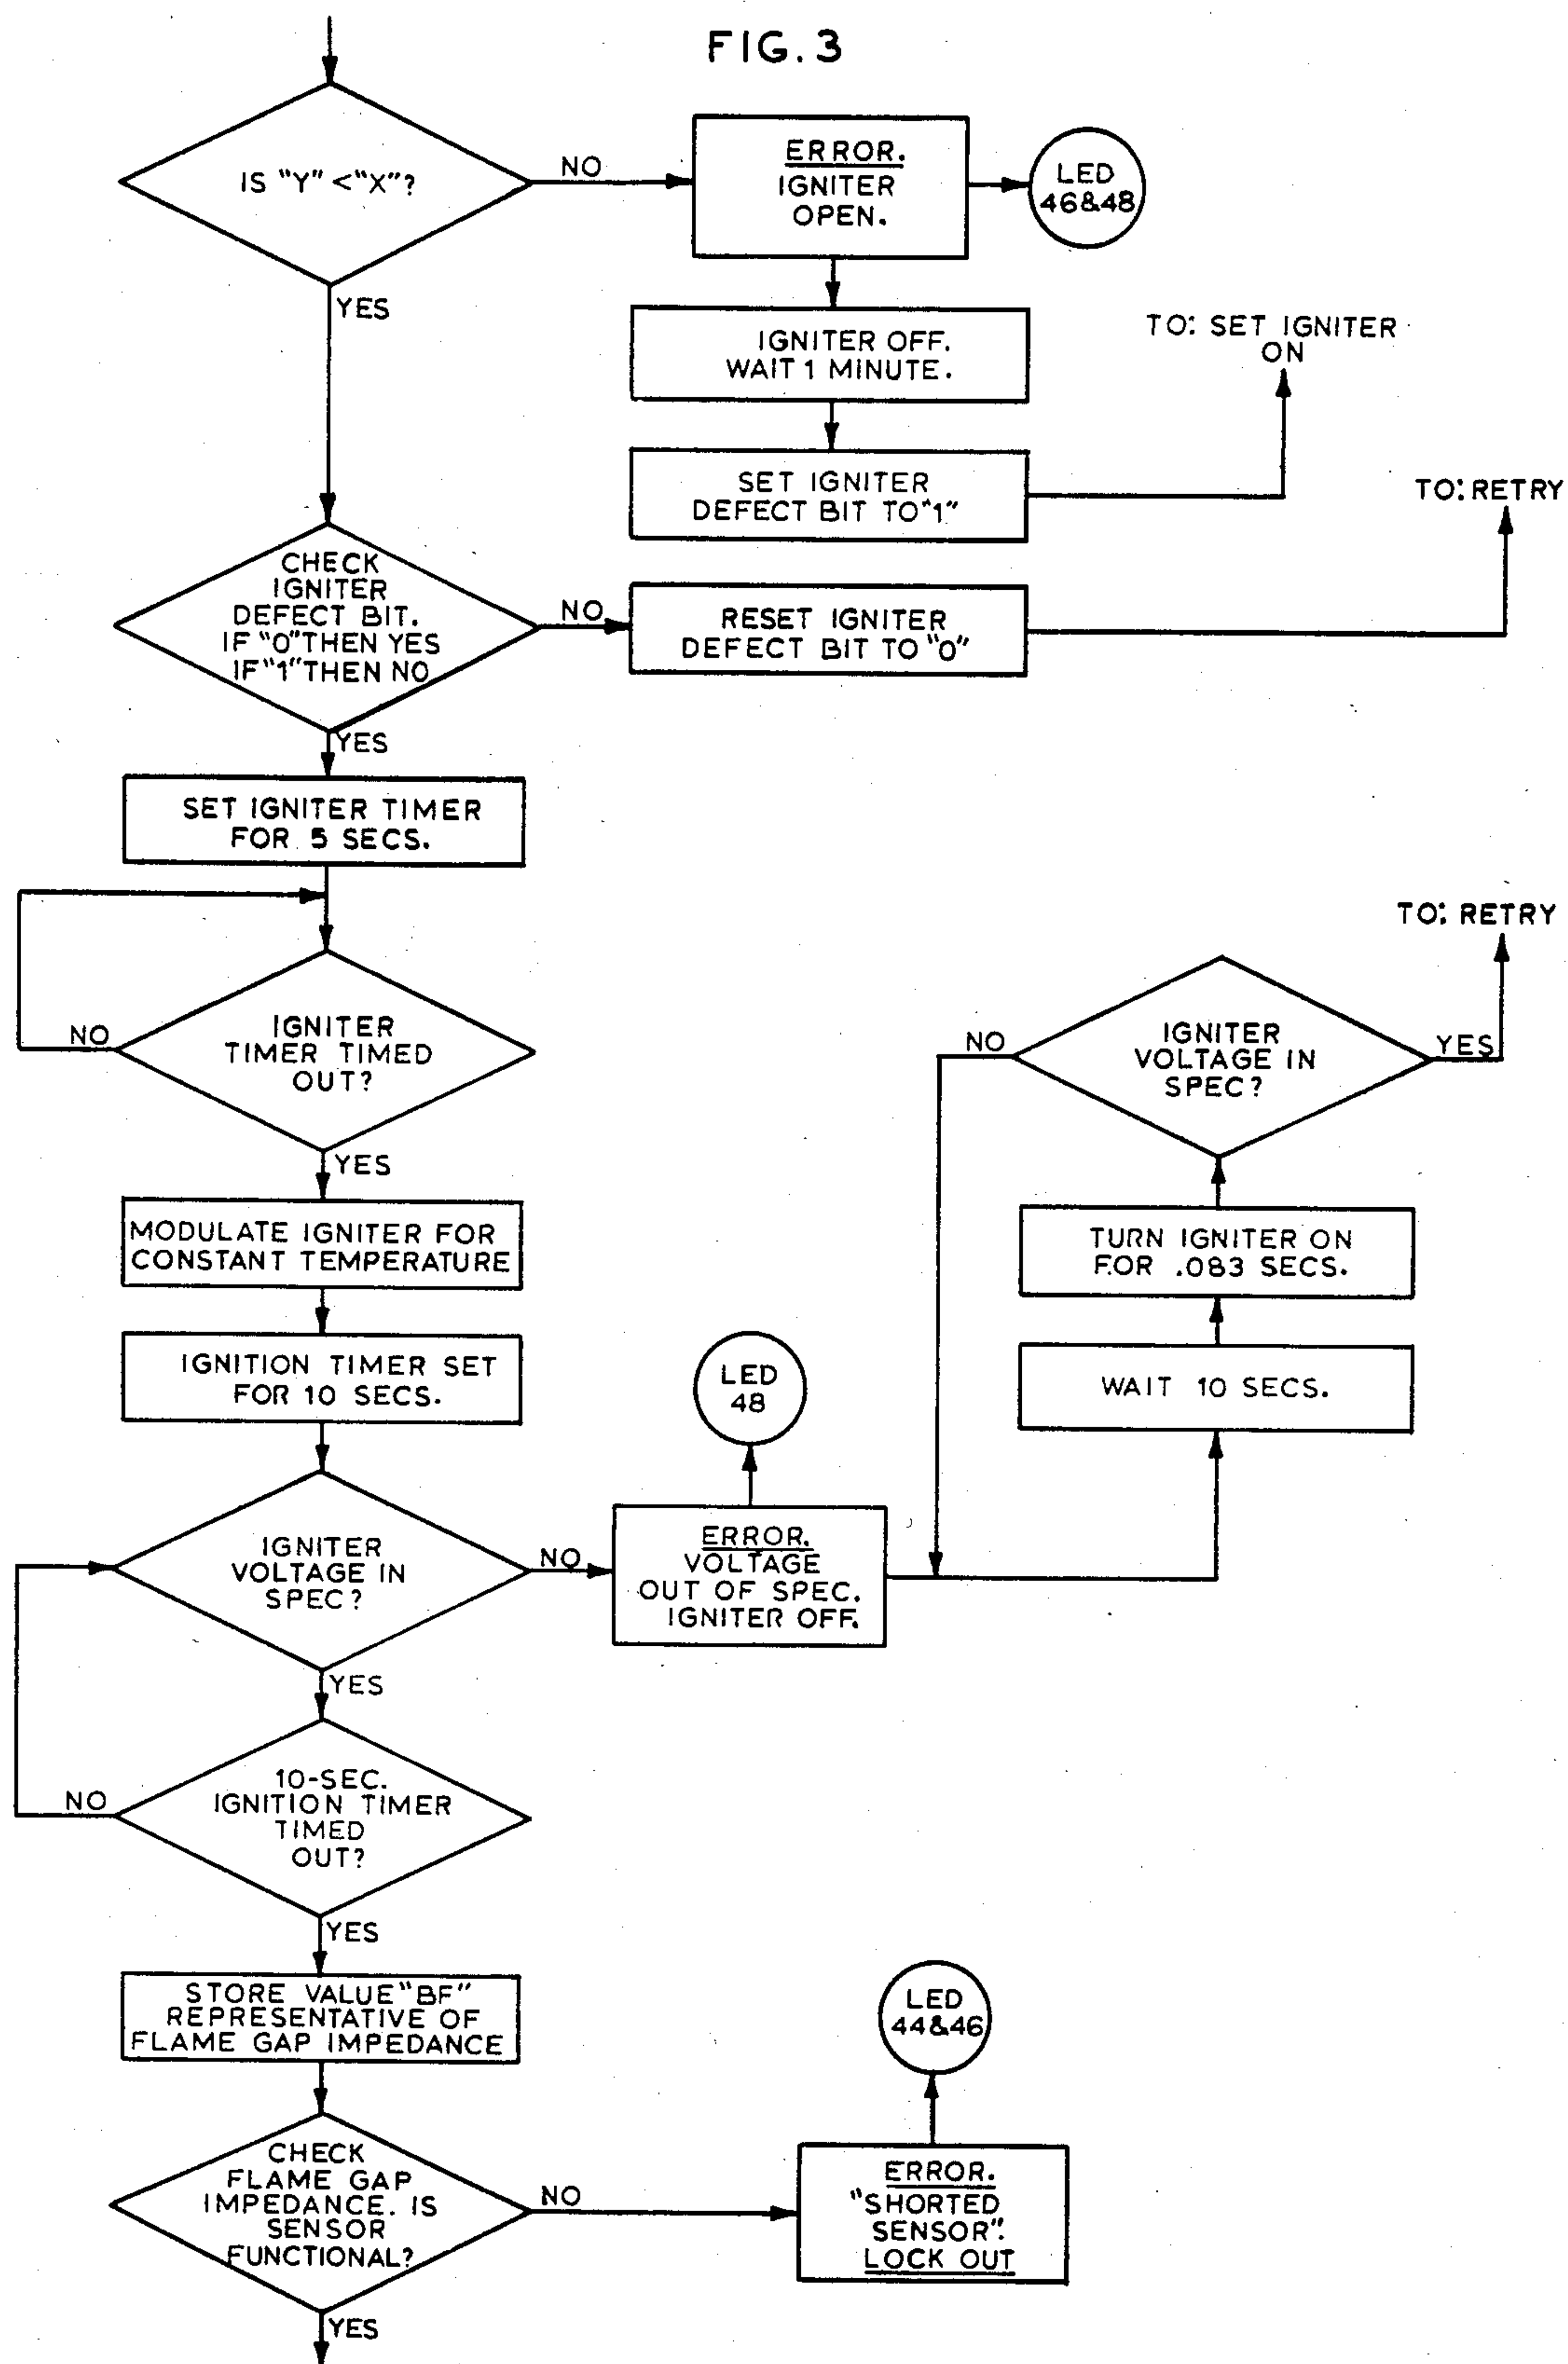 FIG. 3
IS "Y" < "X"?
NO
ERROR.
IGNITER
OPEN.
LED
46&48
YES
IGNITER OFF.
WAIT 1 MINUTE.
TO: SET IGNITER
ON
SET IGNITER
DEFECT BIT TO "1"
TO: RETRY
CHECK
IGNITER
DEFECT BIT.
IF "0" THEN YES
IF "1" THEN NO
NO
RESET IGNITER
DEFECT BIT TO "0"
YES
SET IGNITER TIMER
FOR 5 SECS.
NO
IGNITER
TIMER TIMED
OUT?
YES
MODULATE IGNITER FOR
CONSTANT TEMPERATURE
IGNITION TIMER SET
FOR 10 SECS.
TO: RETRY
NO
IGNITER
VOLTAGE IN
SPEC?
YES
TURN IGNITER ON
FOR .083 SECS.
WAIT 10 SECS.
LED
48
IGNITER
VOLTAGE IN
SPEC?
NO
ERROR.
VOLTAGE
OUT OF SPEC.
IGNITER OFF.
YES
NO
10-SEC.
IGNITION TIMER
TIMED
OUT?
YES
STORE VALUE "BF"
REPRESENTATIVE OF
FLAME GAP IMPEDANCE
LED
44&46
CHECK
FLAME GAP
IMPEDANCE. IS
SENSOR
FUNCTIONAL?
NO
ERROR.
"SHORTED
SENSOR".
LOCK OUT
YES